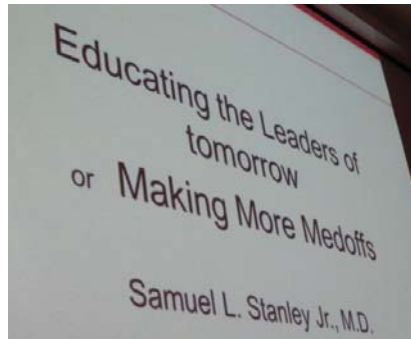 Educating the Leaders of
tomorrow
or Making More Medoffs
Samuel L. Stanley Jr., M.D.